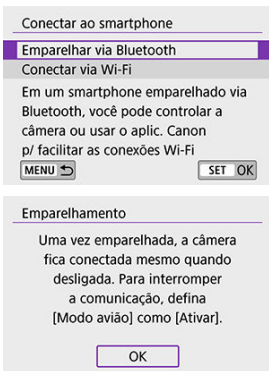 Conectar ao smartphone
Emparelhar via Bluetooth
Conectar via Wi-Fi
Em um smartphone emparelhado via
Bluetooth, você pode controlar a
câmera ou usar o aplic. Canon
p/ facilitar as conexões Wi-Fi
MENU SET OK
Emparelhamento
Uma vez emparelhada, a câmera
fica conectada mesmo quando
desligada. Para interromper
a comunicação, defina
[Modo avião] como [Ativar].
OK